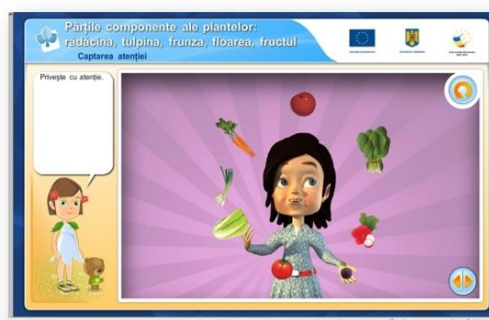 Părțile componente ale plantelor:
rădăcina, tulpina, frunza, floarea, fructul
Captarea atenției
Privește cu atenție.